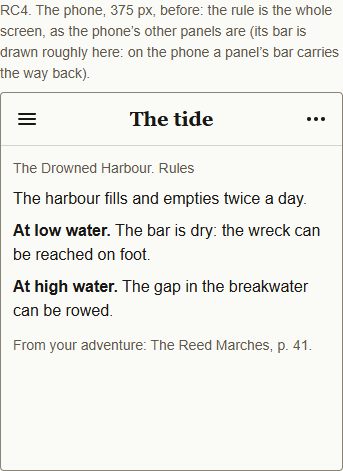 RC4. The phone, 375 px, before: the rule is the whole
screen, as the phone’s other panels are (its bar is
drawn roughly here: on the phone a panel’s bar carries
the way back).
The tide
The Drowned Harbour. Rules
The harbour fills and empties twice a day.
At low water. The bar is dry: the wreck can
be reached on foot.
At high water. The gap in the breakwater
can be rowed.
From your adventure: The Reed Marches, p. 41.